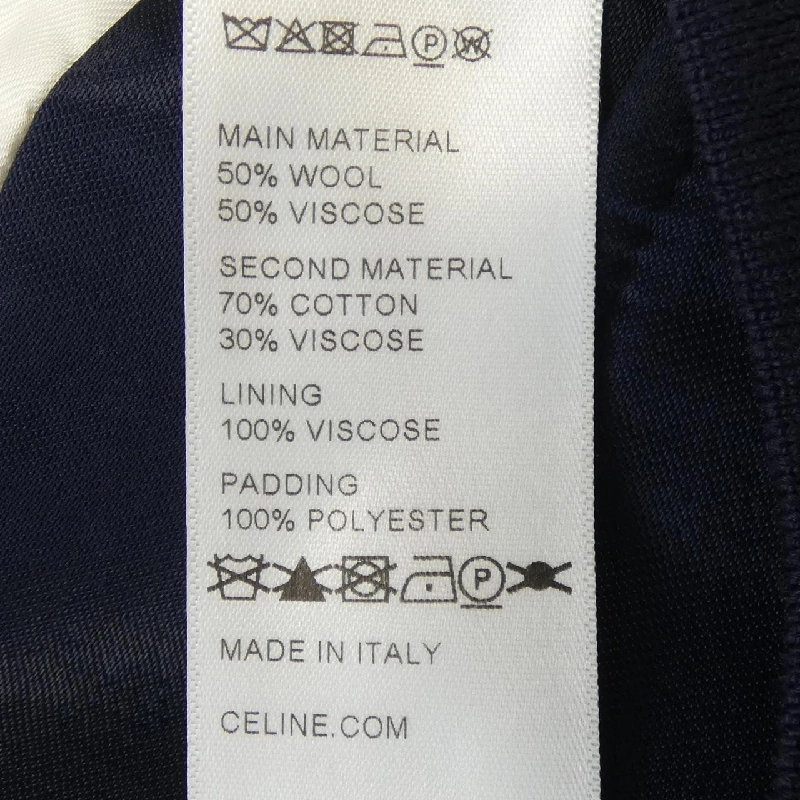 P W
MAIN MATERIAL
50% WOOL
50% VISCOSE
SECOND MATERIAL
70% COTTON
30% VISCOSE
LINING
100% VISCOSE
PADDING
100% POLYESTER
P
MADE IN ITALY
CELINE.COM